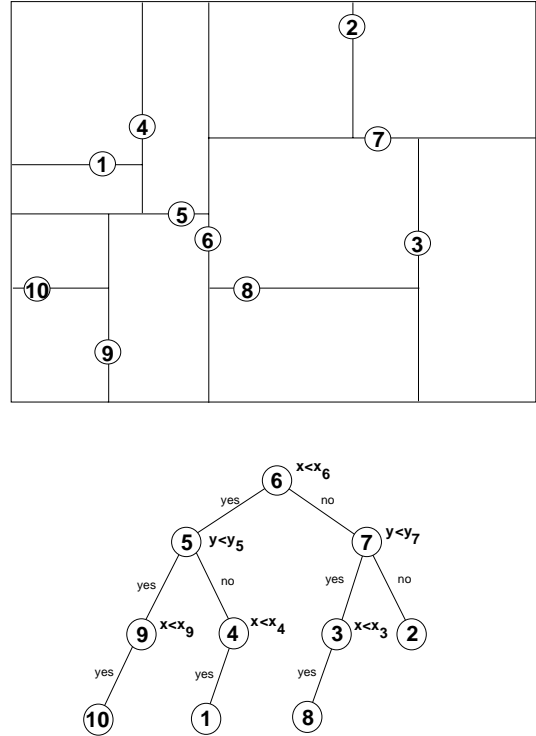 2
4
7
1
5
6
3
10
8
9
6 x<x6
yes no
5 y<y5 7 y<y7
yes no yes no
9 x<x9 4 x<x4 3 x<x3 2
yes yes yes
10 1 8